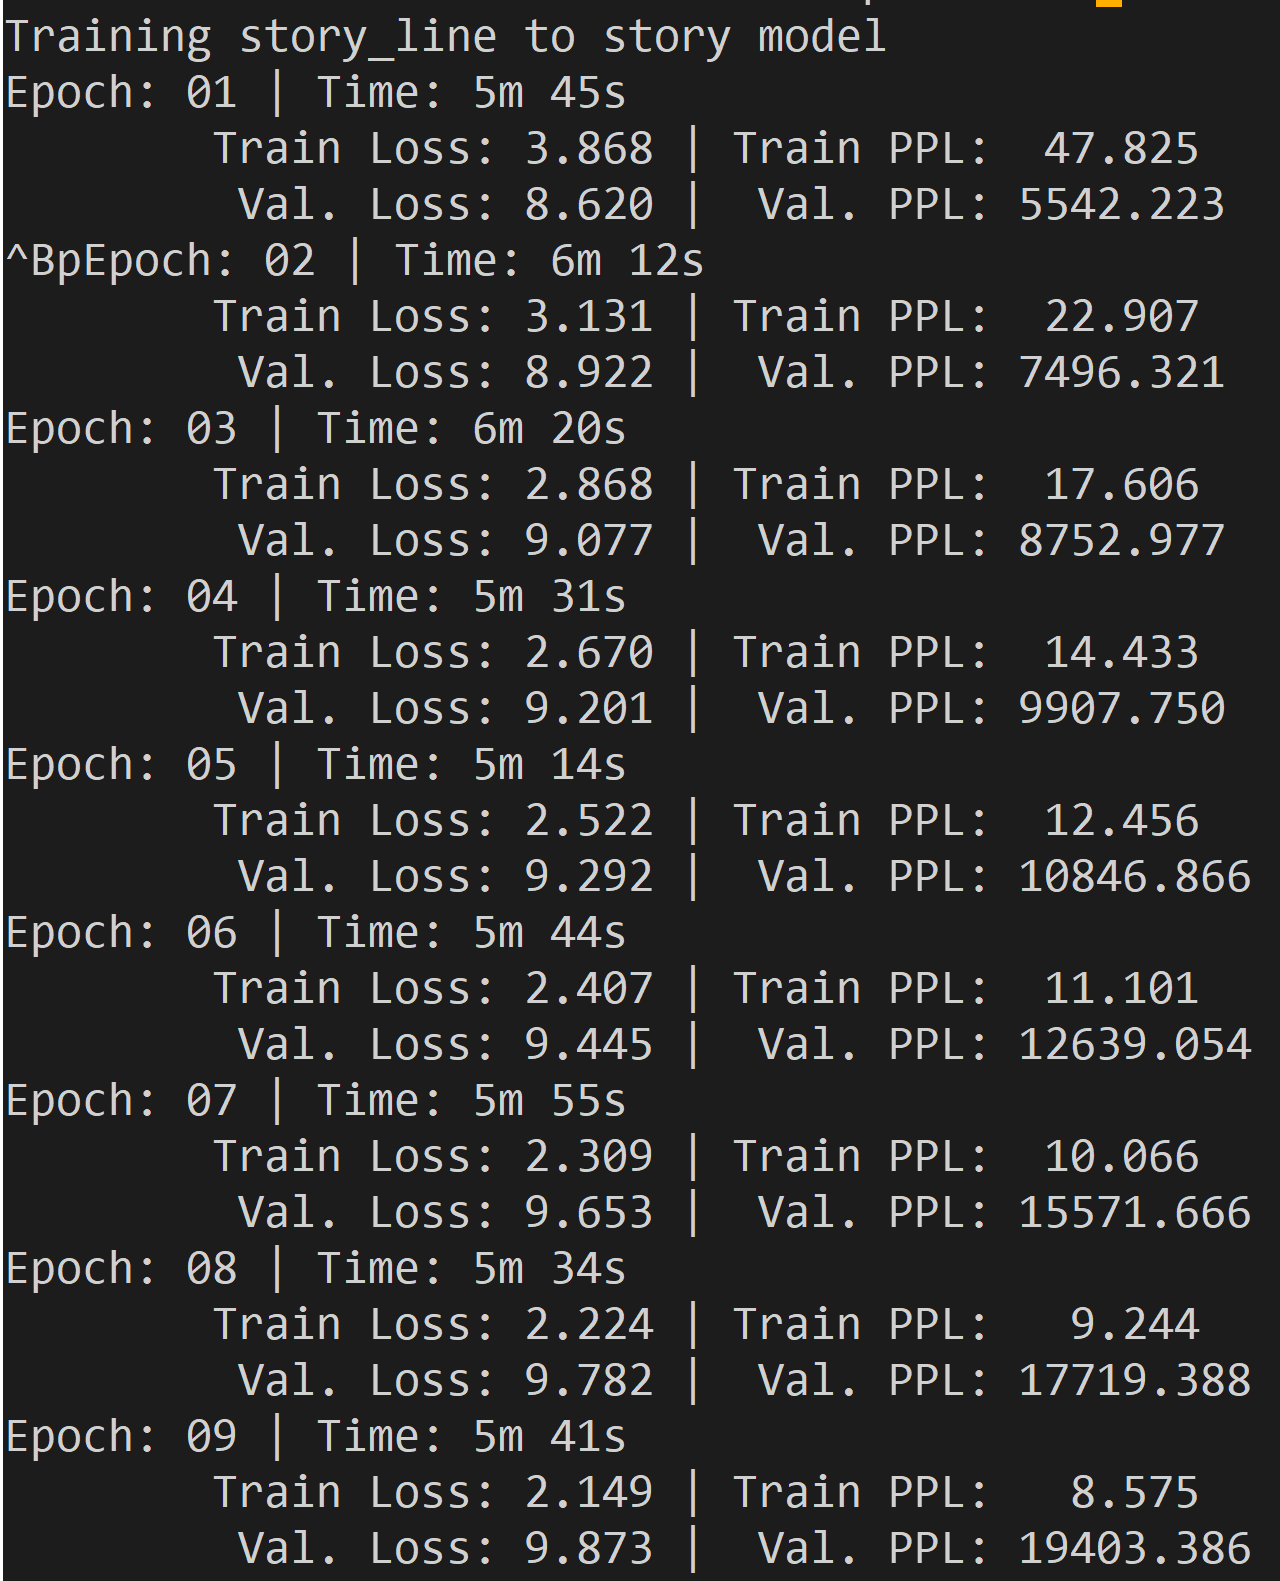 Training story_line to story model
Epoch: 01 | Time: 5m 45s
Train Loss: 3.868 | Train PPL: 47.825
Val. Loss: 8.620 | Val. PPL: 5542.223
^BpEpoch: 02 | Time: 6m 12s
Train Loss: 3.131 | Train PPL: 22.907
Val. Loss: 8.922 | Val. PPL: 7496.321
Epoch: 03 | Time: 6m 20s
Train Loss: 2.868 | Train PPL: 17.606
Val. Loss: 9.077 | Val. PPL: 8752.977
Epoch: 04 | Time: 5m 31s
Train Loss: 2.670 | Train PPL: 14.433
Val. Loss: 9.201 | Val. PPL: 9907.750
Epoch: 05 | Time: 5m 14s
Train Loss: 2.522 | Train PPL: 12.456
Val. Loss: 9.292 | Val. PPL: 10846.866
Epoch: 06 | Time: 5m 44s
Train Loss: 2.407 | Train PPL: 11.101
Val. Loss: 9.445 | Val. PPL: 12639.054
Epoch: 07 | Time: 5m 55s
Train Loss: 2.309 | Train PPL: 10.066
Val. Loss: 9.653 | Val. PPL: 15571.666
Epoch: 08 | Time: 5m 34s
Train Loss: 2.224 | Train PPL: 9.244
Val. Loss: 9.782 | Val. PPL: 17719.388
Epoch: 09 | Time: 5m 41s
Train Loss: 2.149 | Train PPL: 8.575
Val. Loss: 9.873 | Val. PPL: 19403.386